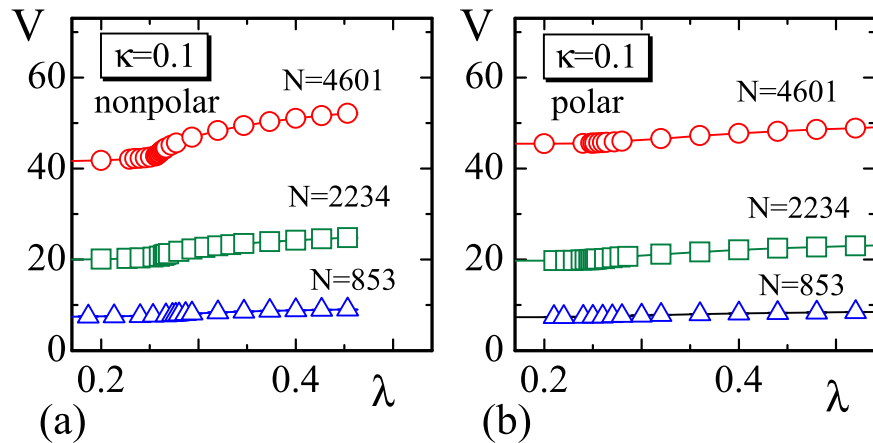 V
60
40
20
0
κ=0.1
nonpolar
N=4601
N=2234
N=853
0.2
0.4
λ
(a)
V
60
40
20
0
κ=0.1
polar
N=4601
N=2234
N=853
0.2
0.4
λ
(b)